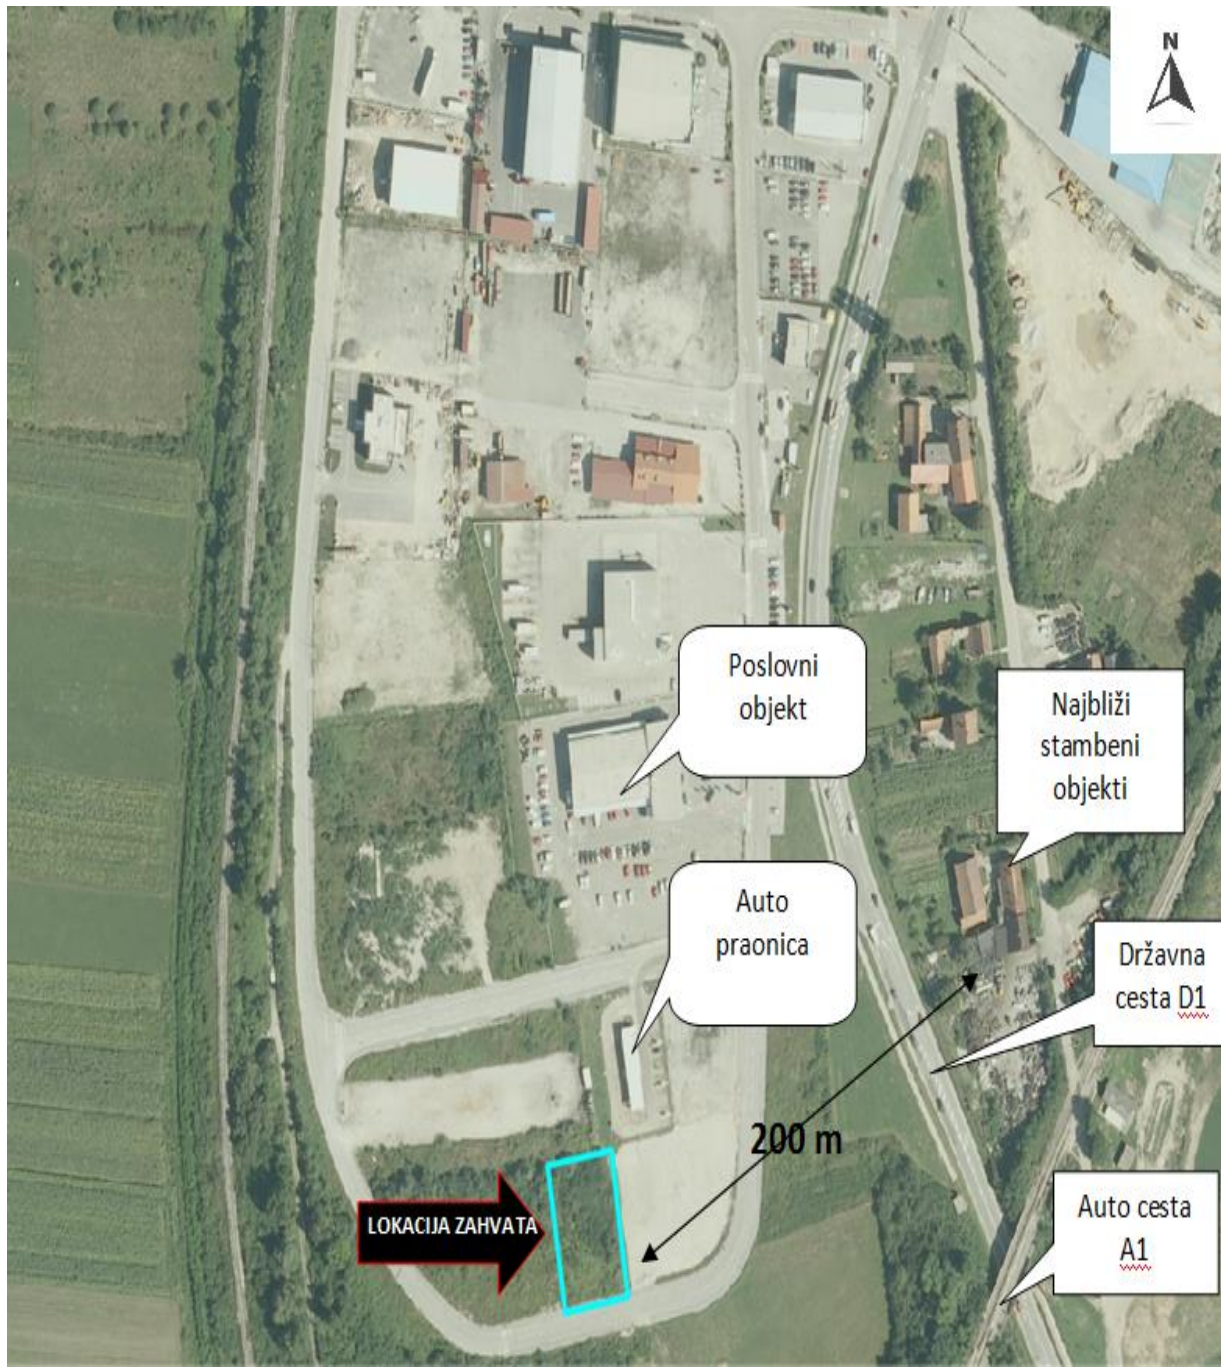 N
Poslovni
objekt
Najbliži
stambeni
objekti
Auto
praonica
Državna
cesta D1
200 m
LOKACIJA ZAHVATA
Auto cesta
A1